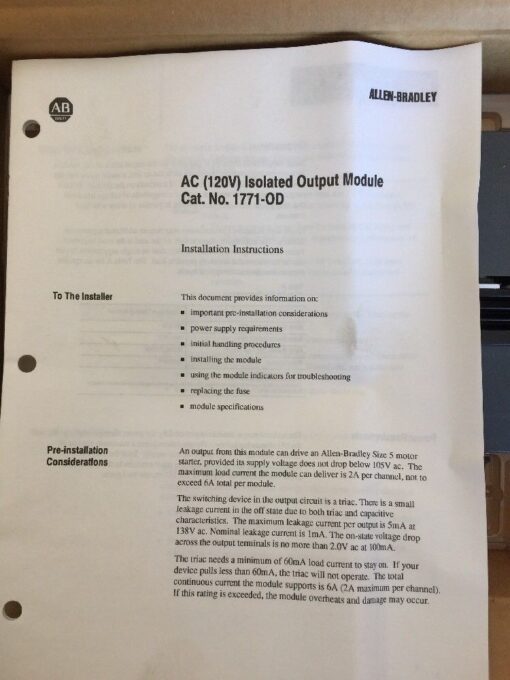 AB
ALLEN-BRADLEY
AC (120V) Isolated Output Module
Cat. No. 1771-OD
Installation Instructions
To The Installer
This document provides information on:
▪ important pre-installation considerations
▪ power supply requirements
▪ initial handling procedures
▪ installing the module
▪ using the module indicators for troubleshooting
▪ replacing the fuse
▪ module specifications
Pre-installation
Considerations
An output from this module can drive an Allen-Bradley Size 5 motor
starter, provided its supply voltage does not drop below 105V ac. The
maximum load current the module can deliver is 2A per channel, not to
exceed 6A total per module.
The switching device in the output circuit is a triac. There is a small
leakage current in the off state due to both triac and capacitive
characteristics. The maximum leakage current per output is 5mA at
138V ac. Nominal leakage current is 1mA. The on-state voltage drop
across the output terminals is no more than 2.0V ac at 100mA.
The triac needs a minimum of 60mA load current to stay on. If your
device pulls less than 60mA, the triac will not operate. The total
continuous current the module supports is 6A (2A maximum per channel).
If this rating is exceeded, the module overheats and damage may occur.